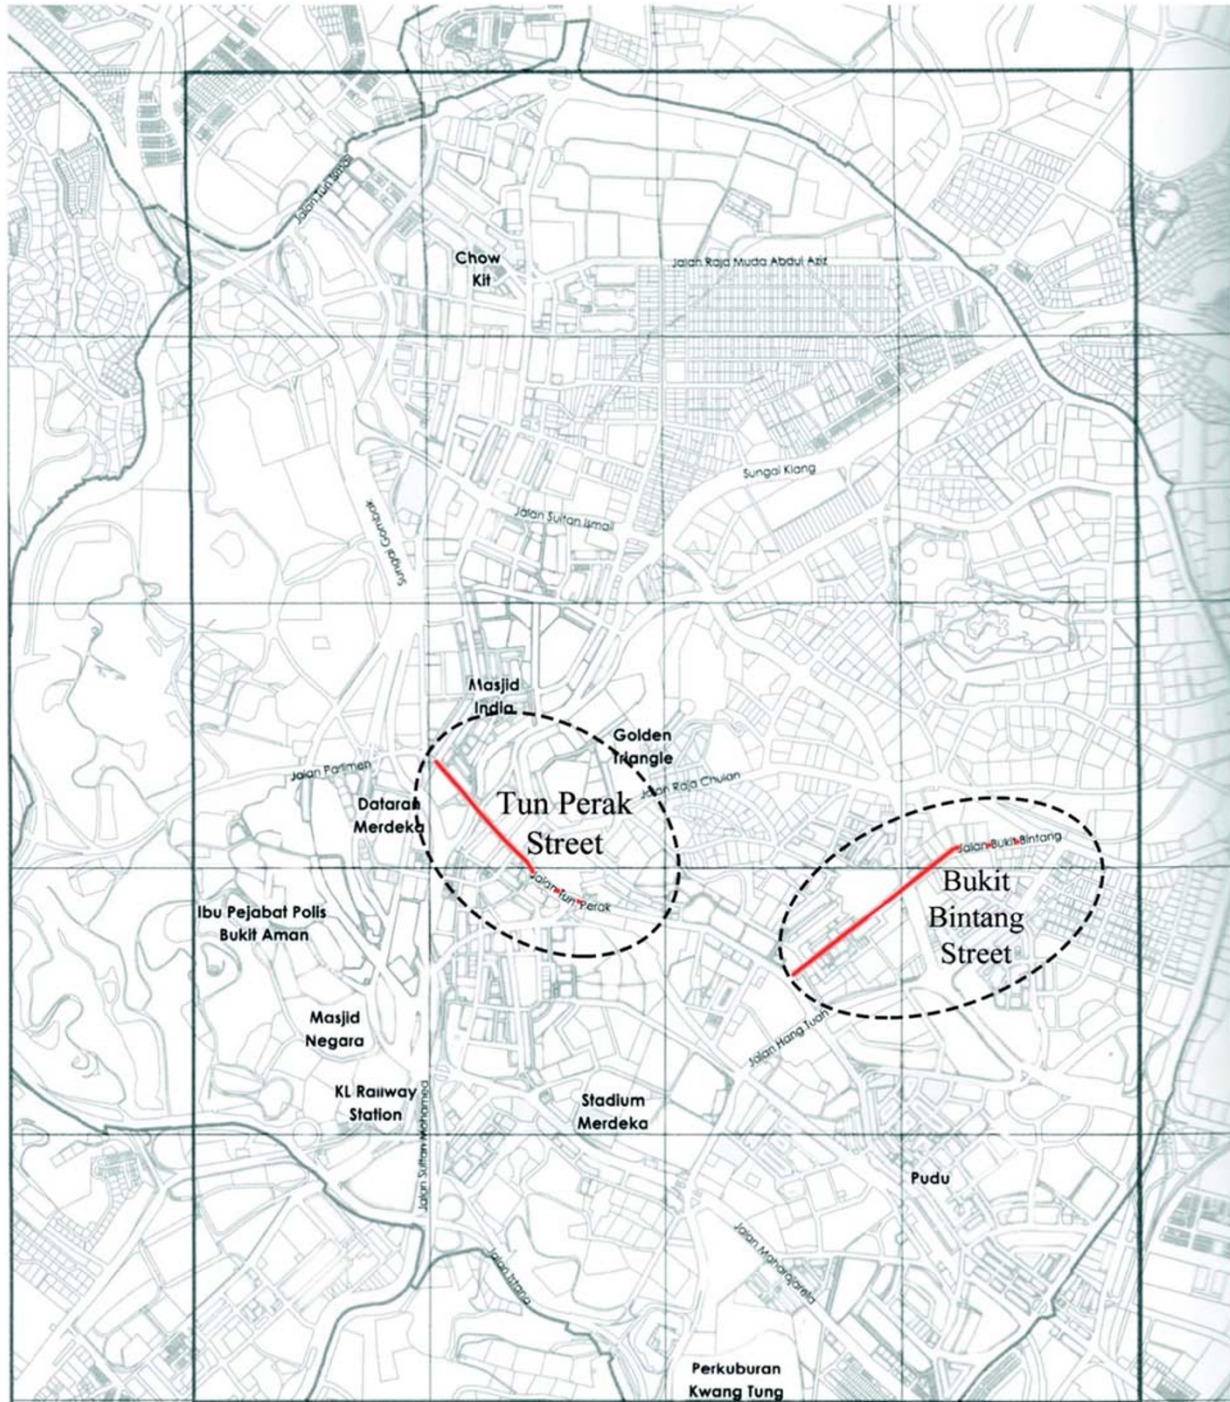 Jalan Tun Ismail
Chow
Kit
Jalan Raja Muda Abdul Aziz
Sungai Klang
Jalan Sultan Ismail
Sungai Gombak
Masjid
India
Golden
Triangle
Jalan Parlimen
Jalan Raja Chulan
Dataran
Merdeka
Tun Perak
Street
Jalan Bukit Bintang
Jalan Tun Perak
Bukit
Bintang
Street
Ibu Pejabat Polis
Bukit Aman
Masjid
Negara
Jalan Hang Tuah
KL Railway
Station
Stadium
Merdeka
Jalan Sultan Mohamed
Pudu
Jalan Istana
Jalan Maharajarela
Perkuburan
Kwang Tung